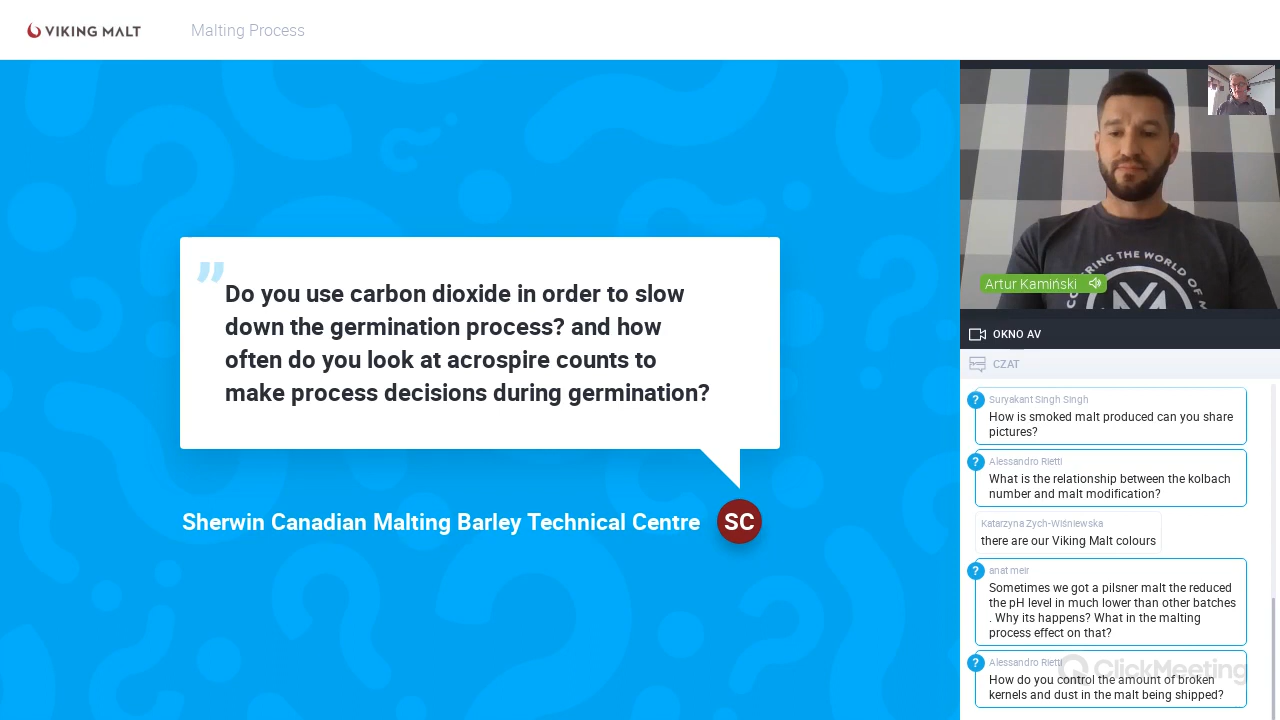 VIKING MALT
Malting Process
”
Do you use carbon dioxide in order to slow
down the germination process? and how
often do you look at acrospire counts to
make process decisions during germination?
Sherwin Canadian Malting Barley Technical Centre
SC
Artur Kamiński
OKNO AV
CZAT
?
Suryakant Singh Singh
How is smoked malt produced can you share
pictures?
?
Alessandro Rietti
What is the relationship between the kolbach
number and malt modification?
Katarzyna Zych-Wiśniewska
there are our Viking Malt colours
?
anat meir
Sometimes we got a pilsner malt the reduced
the pH level in much lower than other batches
. Why its happens? What in the malting
process effect on that?
?
Alessandro Rietti
How do you control the amount of broken
kernels and dust in the malt being shipped?
ClickMeeting